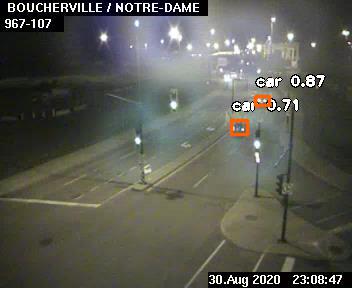 BOUCHERVILLE / NOTRE-DAME
967-107
car 0.87
car 0.71
30.Aug 2020 23:08:47